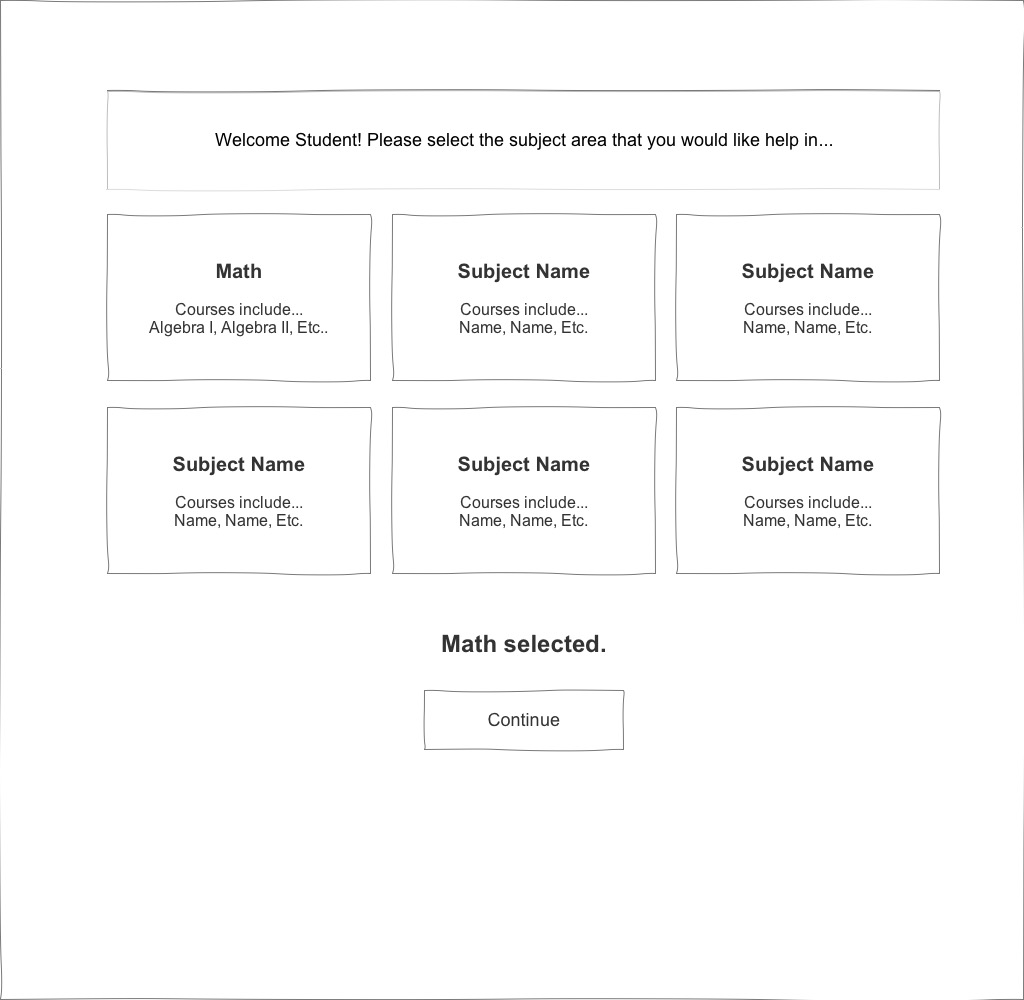 Welcome Student! Please select the subject area that you would like help in...
Math
Courses include...
Algebra I, Algebra II, Etc..
Subject Name
Courses include...
Name, Name, Etc.
Subject Name
Courses include...
Name, Name, Etc.
Subject Name
Courses include...
Name, Name, Etc.
Subject Name
Courses include...
Name, Name, Etc.
Subject Name
Courses include...
Name, Name, Etc.
Math selected.
Continue